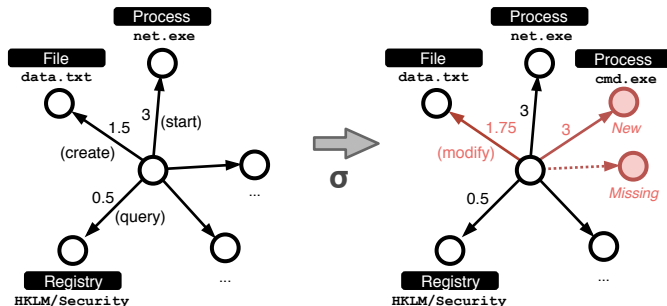 Process
net.exe
File
data.txt
1.5
3
(start)
(create)
0.5
(query)
...
...
Registry
HKLM/Security
σ
Process
net.exe
File
data.txt
Process
cmd.exe
1.75
3
3
(modify)
New
Missing
0.5
...
Registry
HKLM/Security